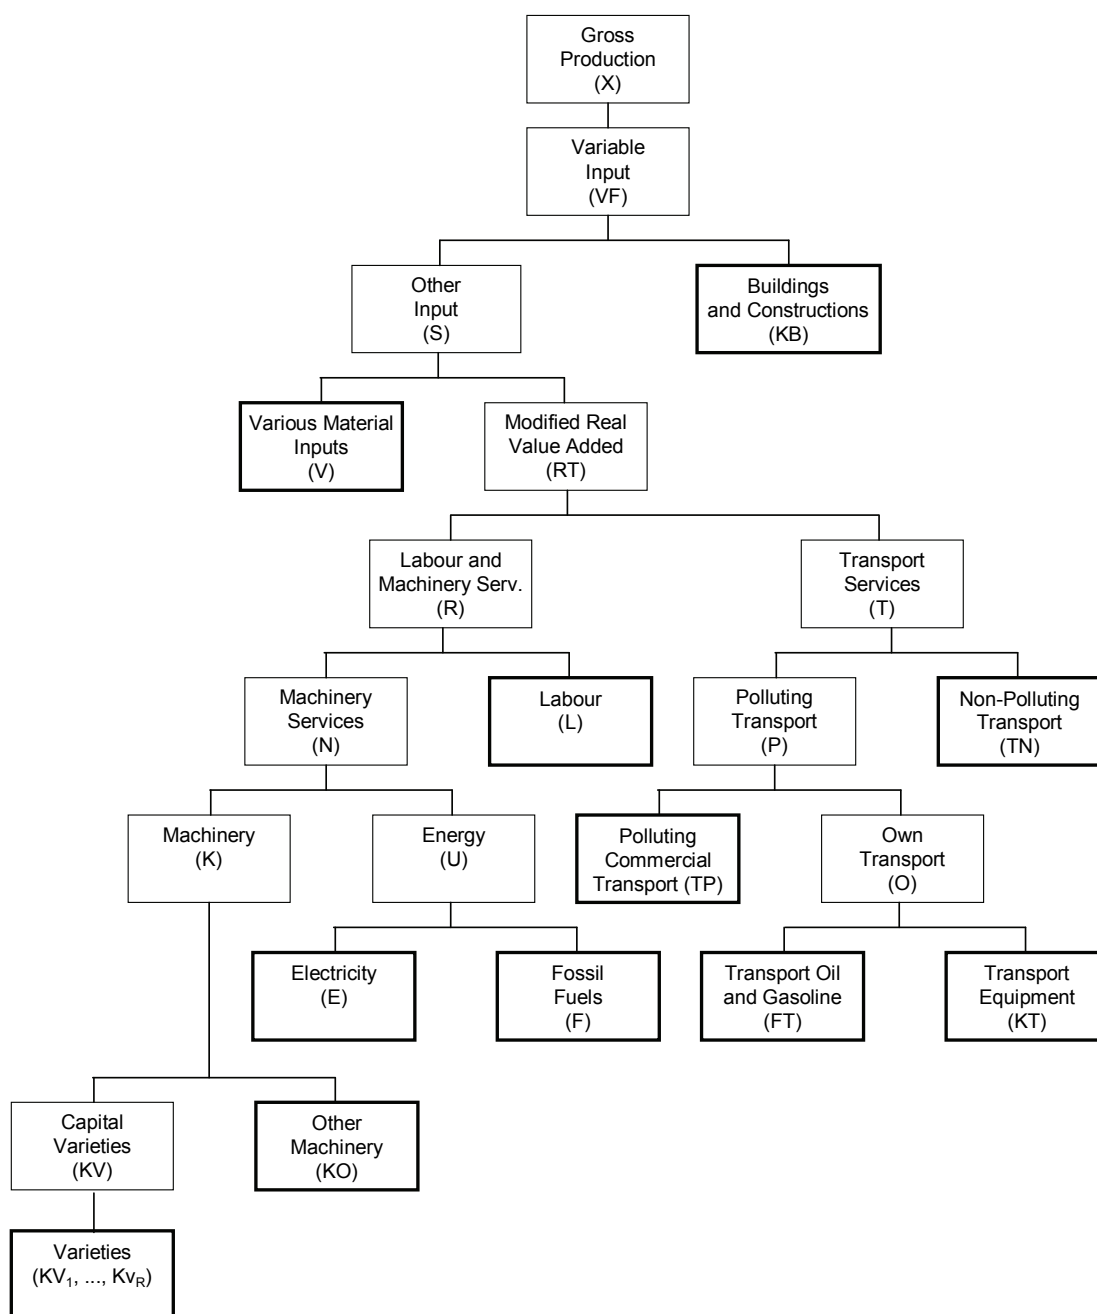 Gross
Production
(X)
Variable
Input
(VF)
Other
Input
(S)
Buildings
and Constructions
(KB)
Various Material
Inputs
(V)
Modified Real
Value Added
(RT)
Labour and
Machinery Serv.
(R)
Transport
Services
(T)
Machinery
Services
(N)
Labour
(L)
Polluting
Transport
(P)
Non-Polluting
Transport
(TN)
Machinery
(K)
Energy
(U)
Polluting
Commercial
Transport (TP)
Own
Transport
(O)
Electricity
(E)
Fossil
Fuels
(F)
Transport Oil
and Gasoline
(FT)
Transport
Equipment
(KT)
Capital
Varieties
(KV)
Other
Machinery
(KO)
Varieties
(KV₁, ..., Kv_R)